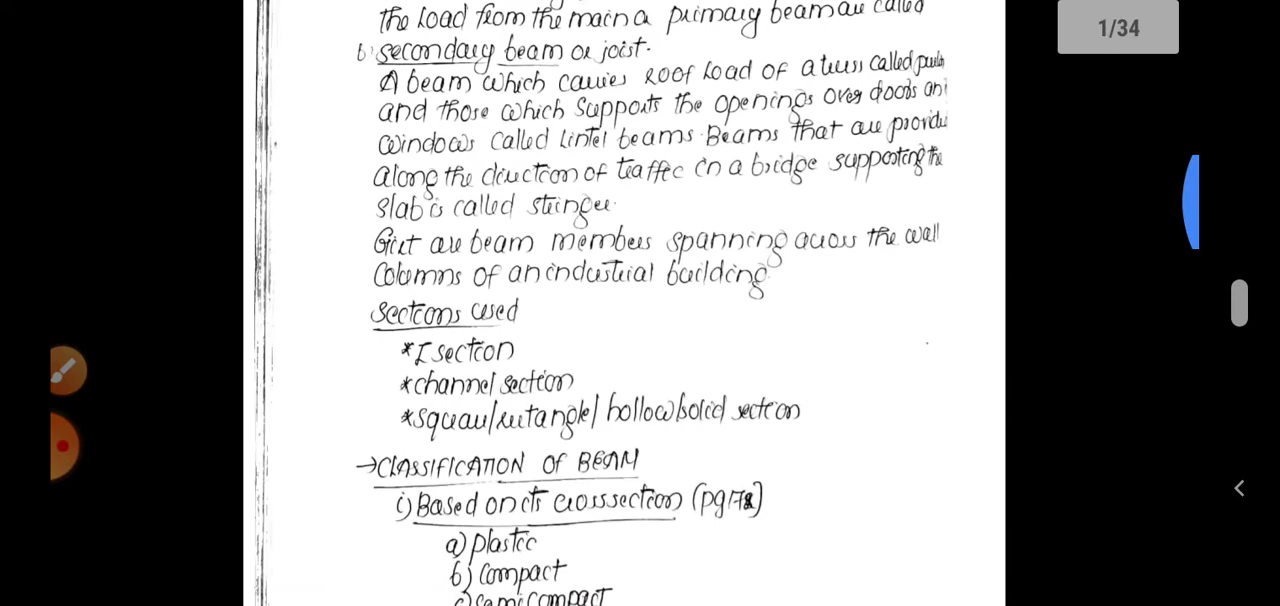 1/34
the load from the main a primary beam are called
b. secondary beam or joist.
A beam which carries Roof Load of a truss called purlin
and those which supports the openings over doors and
windows called Lintel beams. Beams that are provided
along the direction of traffic in a bridge supporting the
slab is called stringer.
Girt are beam members spanning across the wall
columns of an industrial building
Sections used
*I section
*channel section
*square/rectangle/hollow/solid section
→CLASSIFICATION OF BEAM
i) Based on its crosssection (pg
a) plastic
b) compact
c) semi compact